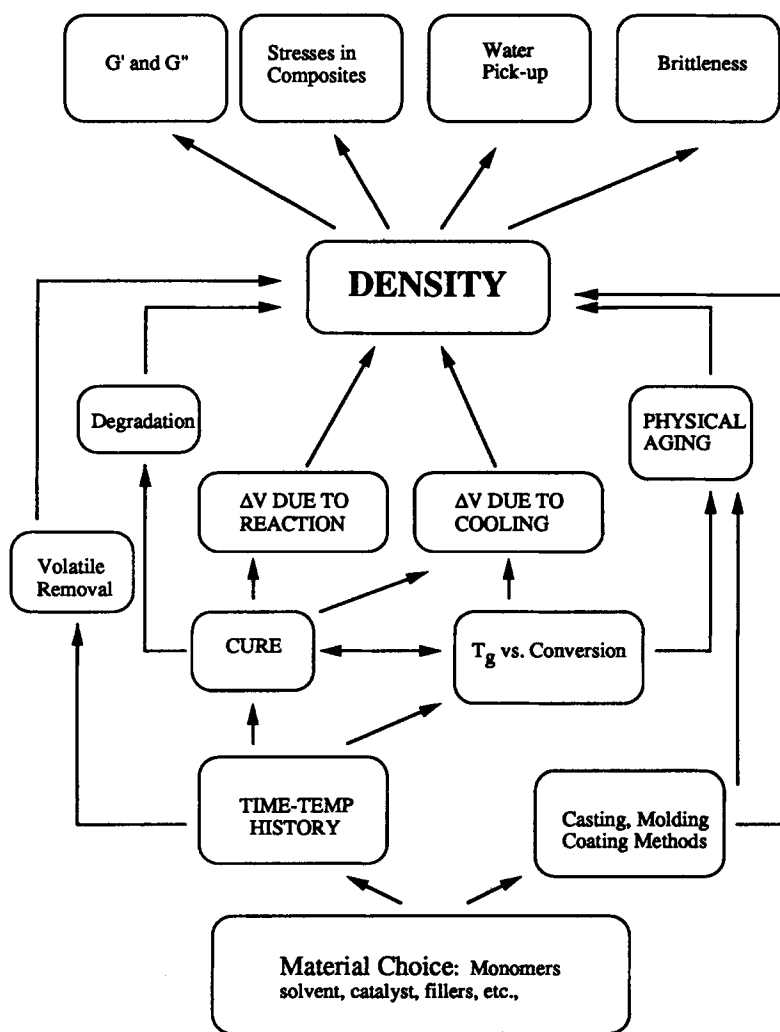 G' and G"
Stresses in
Composites
Water
Pick-up
Brittleness
DENSITY
Degradation
PHYSICAL
AGING
ΔV DUE TO
REACTION
ΔV DUE TO
COOLING
Volatile
Removal
CURE
Tg vs. Conversion
TIME-TEMP
HISTORY
Casting, Molding
Coating Methods
Material Choice: Monomers
solvent, catalyst, fillers, etc.,